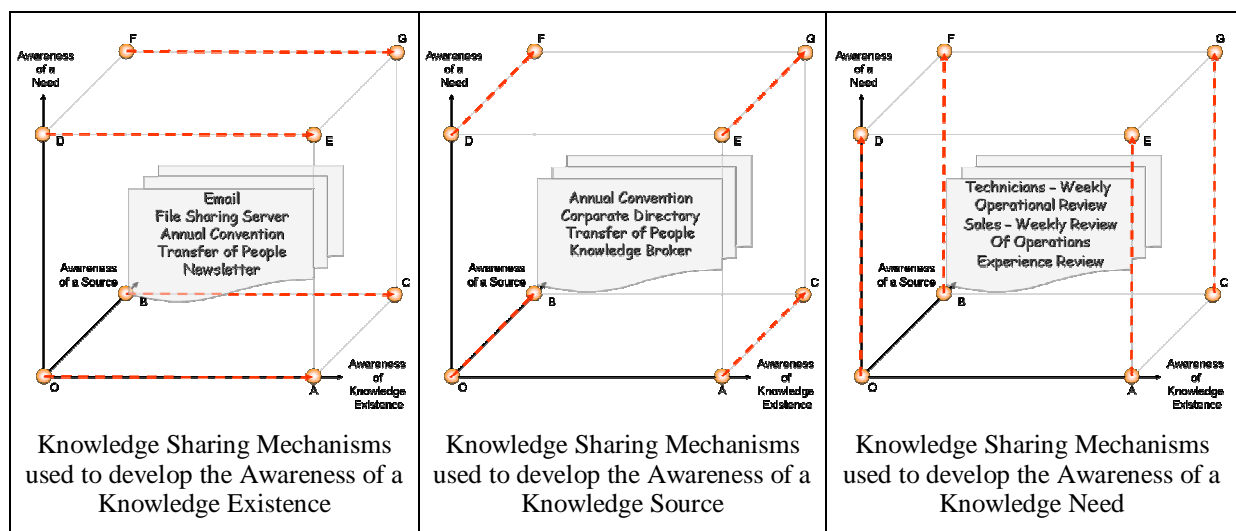 F
G
Awareness
of a
Need
D
E
Email
File Sharing Server
Annual Convention
Transfer of People
Newsletter
Awareness
of a Source
B
C
O
A
Awareness
of
Knowledge
Existence
Knowledge Sharing Mechanisms
used to develop the Awareness of a
Knowledge Existence
F
G
Awareness
of a
Need
D
E
Annual Convention
Corporate Directory
Transfer of People
Knowledge Broker
Awareness
of a Source
B
C
O
A
Awareness
of
Knowledge
Existence
Knowledge Sharing Mechanisms
used to develop the Awareness of a
Knowledge Source
F
G
Awareness
of a
Need
D
E
Technicians - Weekly
Operational Review
Sales - Weekly Review
Of Operations
Experience Review
Awareness
of a Source
B
C
O
A
Awareness
of
Knowledge
Existence
Knowledge Sharing Mechanisms
used to develop the Awareness of a
Knowledge Need